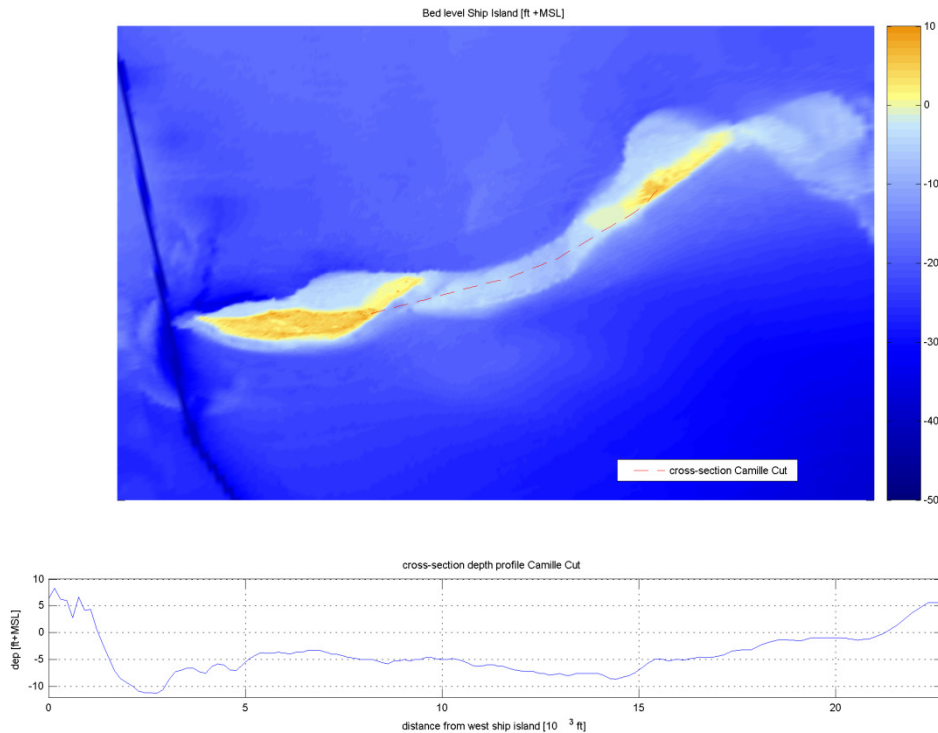 Bed level Ship Island [ft +MSL]
10
0
-10
-20
-30
-40
-50
cross-section Camille Cut
cross-section depth profile Camille Cut
dep [ft+MSL]
10
5
0
-5
-10
0 5 10 15 20
distance from west ship island [10 3 ft]